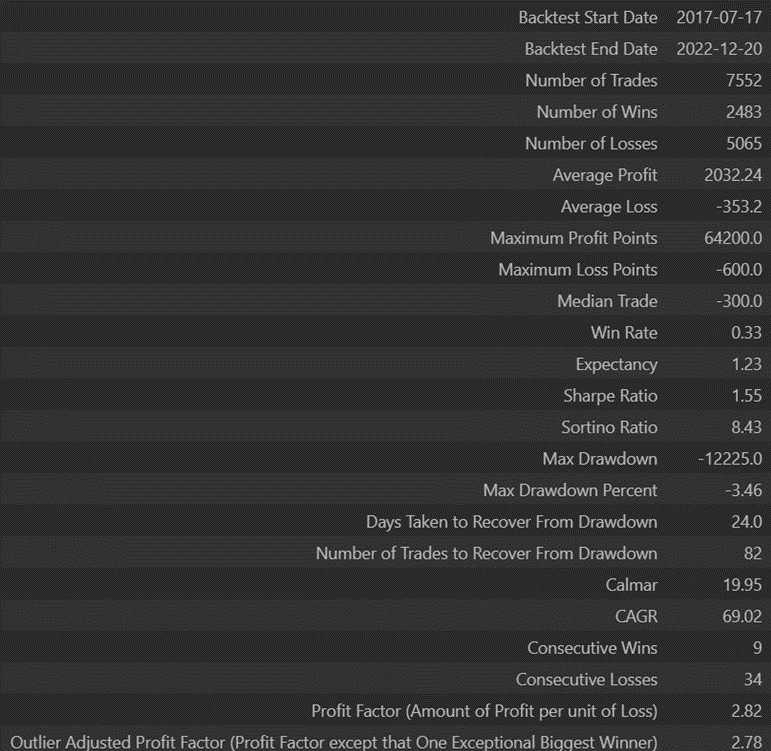 Backtest Start Date 2017-07-17
Backtest End Date 2022-12-20
Number of Trades 7552
Number of Wins 2483
Number of Losses 5065
Average Profit 2032.24
Average Loss -353.2
Maximum Profit Points 64200.0
Maximum Loss Points -600.0
Median Trade -300.0
Win Rate 0.33
Expectancy 1.23
Sharpe Ratio 1.55
Sortino Ratio 8.43
Max Drawdown -12225.0
Max Drawdown Percent -3.46
Days Taken to Recover From Drawdown 24.0
Number of Trades to Recover From Drawdown 82
Calmar 19.95
CAGR 69.02
Consecutive Wins 9
Consecutive Losses 34
Profit Factor (Amount of Profit per unit of Loss) 2.82
Outlier Adjusted Profit Factor (Profit Factor except that One Exceptional Biggest Winner) 2.78